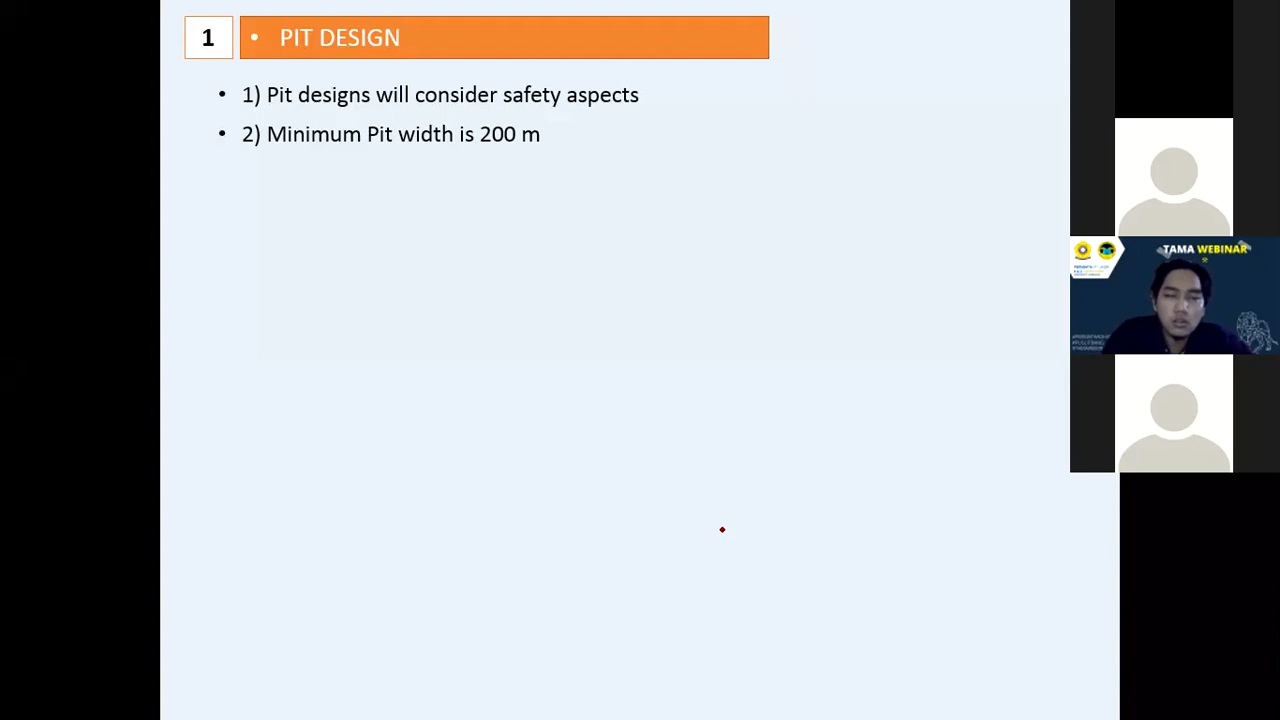 1
• PIT DESIGN
• 1) Pit designs will consider safety aspects
• 2) Minimum Pit width is 200 m
TAMA WEBINAR